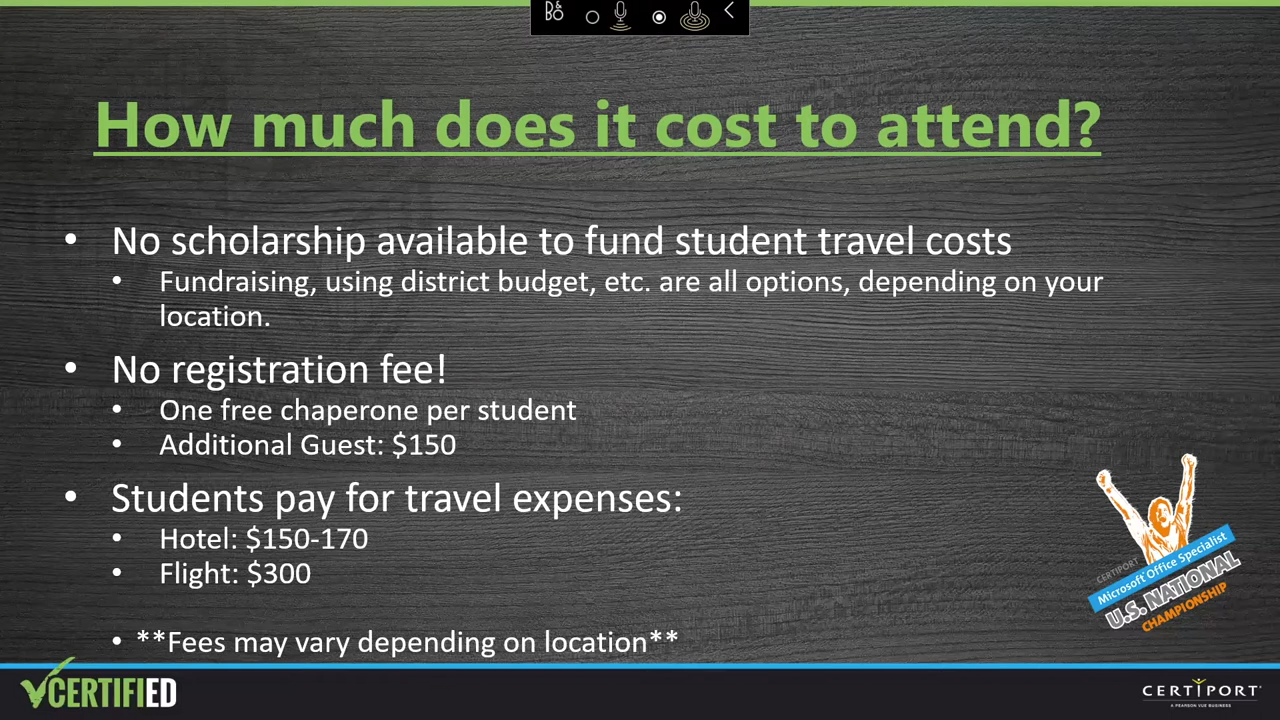 B&O
How much does it cost to attend?
• No scholarship available to fund student travel costs
• Fundraising, using district budget, etc. are all options, depending on your
location.
• No registration fee!
• One free chaperone per student
• Additional Guest: $150
• Students pay for travel expenses:
• Hotel: $150-170
• Flight: $300
• **Fees may vary depending on location**
CERTIPORT
Microsoft Office Specialist
U.S. NATIONAL
CHAMPIONSHIP
CERTIFIED
CERTIPORT
A PEARSON VUE BUSINESS